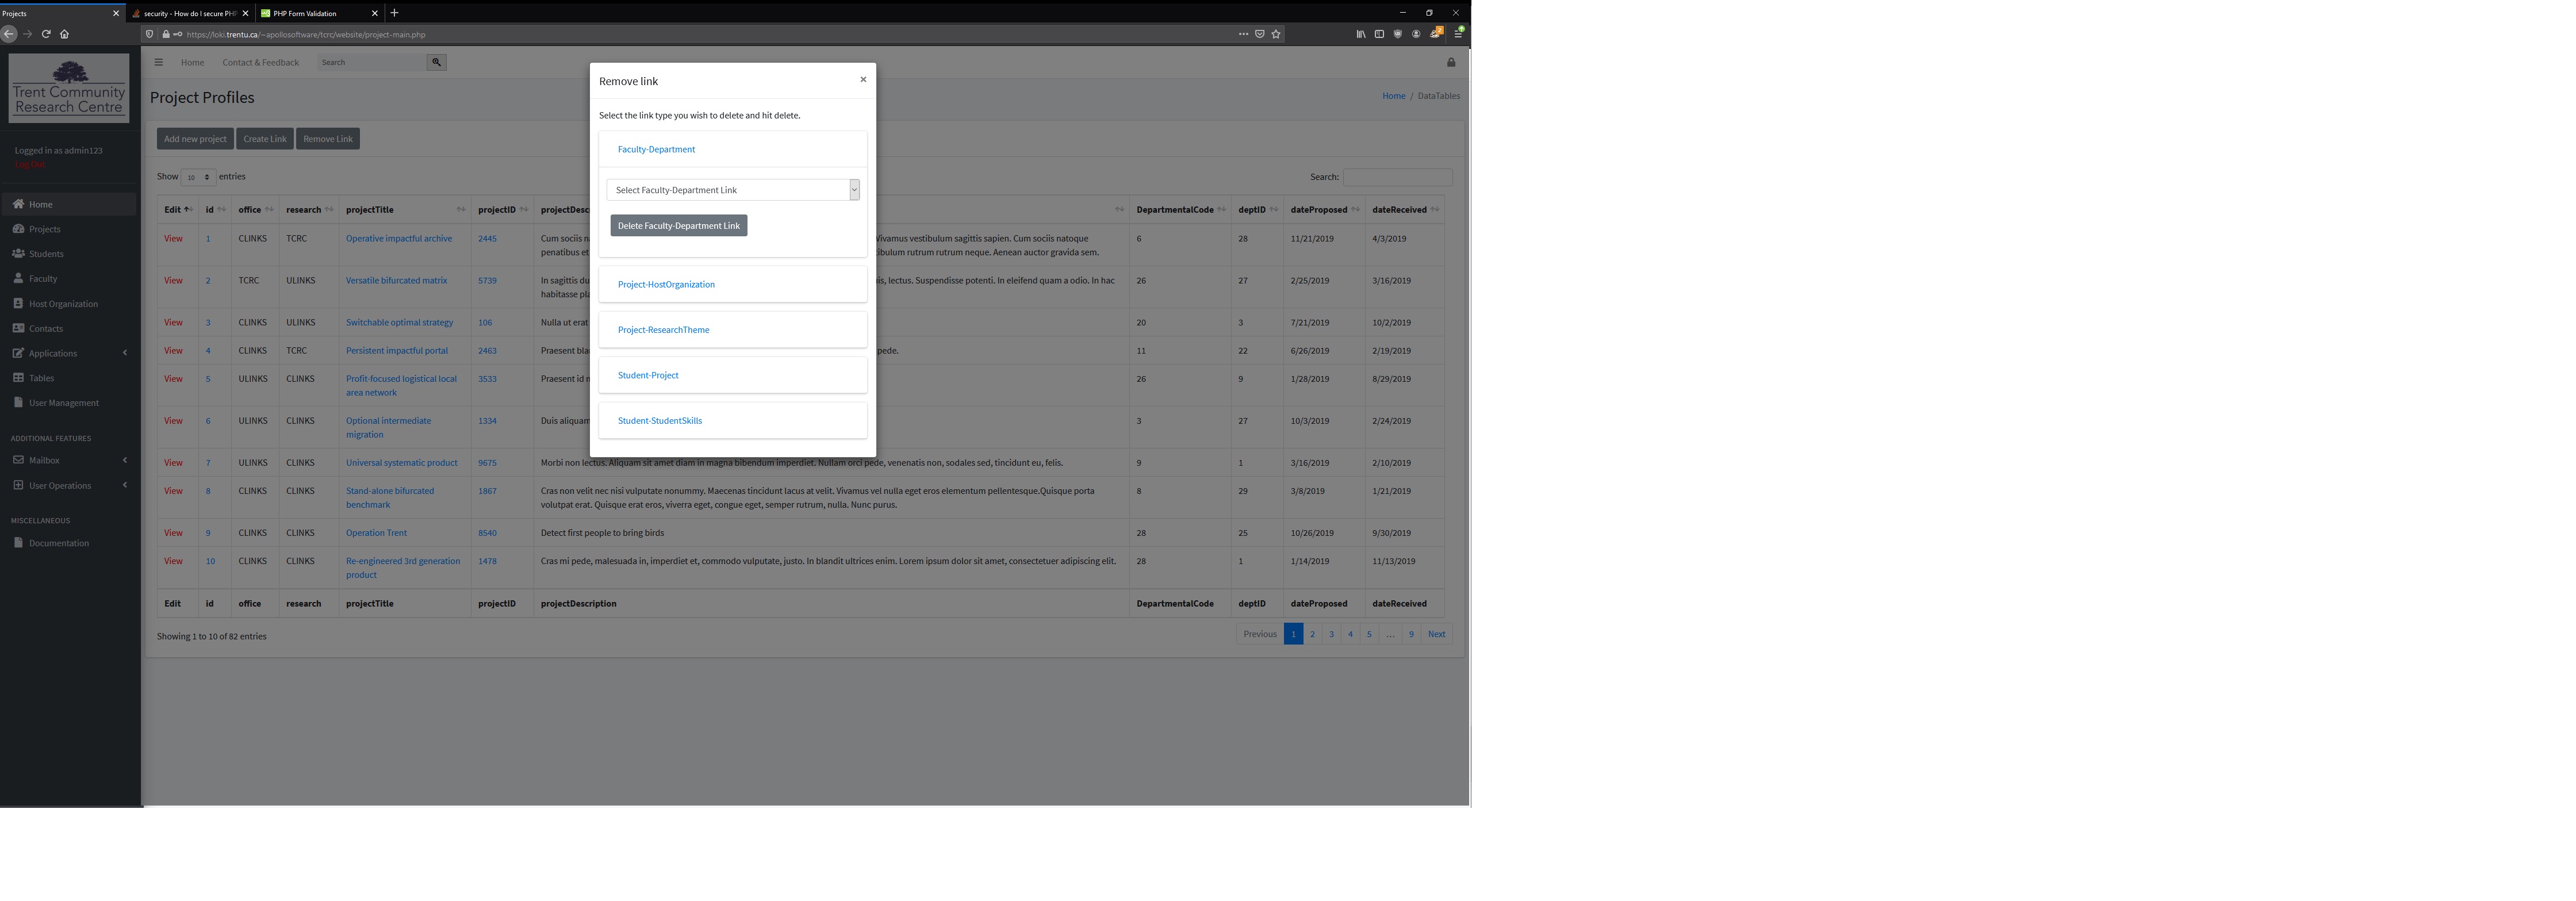 Projects
security - How do I secure PHP
PHP Form Validation
https://loki.trentu.ca/~apollosoftware/tcrc/website/project-main.php
Trent Community
Research Centre
Logged in as admin123
Log Out
Home
Projects
Students
Faculty
Host Organization
Contacts
Applications
Tables
User Management
ADDITIONAL FEATURES
Mailbox
User Operations
MISCELLANEOUS
Documentation
Home Contact & Feedback Search
Project Profiles
Home / DataTables
Add new project Create Link Remove Link
Show 10 entries
Search:
Edit id office research projectTitle projectID projectDesc DepartmentalCode deptID dateProposed dateReceived
View 1 CLINKS TCRC Operative impactful archive 2445 Cum sociis na Vivamus vestibulum sagittis sapien. Cum sociis natoque 6 28 11/21/2019 4/3/2019
penatibus et tibulum rutrum rutrum neque. Aenean auctor gravida sem.
View 2 TCRC ULINKS Versatile bifurcated matrix 5739 In sagittis du is, lectus. Suspendisse potenti. In eleifend quam a odio. In hac 26 27 2/25/2019 3/16/2019
habitasse pla
View 3 CLINKS ULINKS Switchable optimal strategy 106 Nulla ut erat 20 3 7/21/2019 10/2/2019
View 4 CLINKS TCRC Persistent impactful portal 2463 Praesent blan pede. 11 22 6/26/2019 2/19/2019
View 5 ULINKS CLINKS Profit-focused logistical local 3533 Praesent id m 26 9 1/28/2019 8/29/2019
area network
View 6 ULINKS CLINKS Optional intermediate 1334 Duis aliquam 3 27 10/3/2019 2/24/2019
migration
View 7 ULINKS CLINKS Universal systematic product 9675 Morbi non lectus. Aliquam sit amet diam in magna bibendum imperdiet. Nullam orci pede, venenatis non, sodales sed, tincidunt eu, felis. 9 1 3/16/2019 2/10/2019
View 8 CLINKS CLINKS Stand-alone bifurcated 1867 Cras non velit nec nisi vulputate nonummy. Maecenas tincidunt lacus at velit. Vivamus vel nulla eget eros elementum pellentesque.Quisque porta 8 29 3/8/2019 1/21/2019
benchmark volutpat erat. Quisque erat eros, viverra eget, congue eget, semper rutrum, nulla. Nunc purus.
View 9 CLINKS CLINKS Operation Trent 8540 Detect first people to bring birds 28 25 10/26/2019 9/30/2019
View 10 CLINKS CLINKS Re-engineered 3rd generation 1478 Cras mi pede, malesuada in, imperdiet et, commodo vulputate, justo. In blandit ultrices enim. Lorem ipsum dolor sit amet, consectetuer adipiscing elit. 28 1 1/14/2019 11/13/2019
product
Edit id office research projectTitle projectID projectDescription DepartmentalCode deptID dateProposed dateReceived
Showing 1 to 10 of 82 entries
Previous 1 2 3 4 5 … 9 Next
Remove link ×
Select the link type you wish to delete and hit delete.
Faculty-Department
Select Faculty-Department Link
Delete Faculty-Department Link
Project-HostOrganization
Project-ResearchTheme
Student-Project
Student-StudentSkills